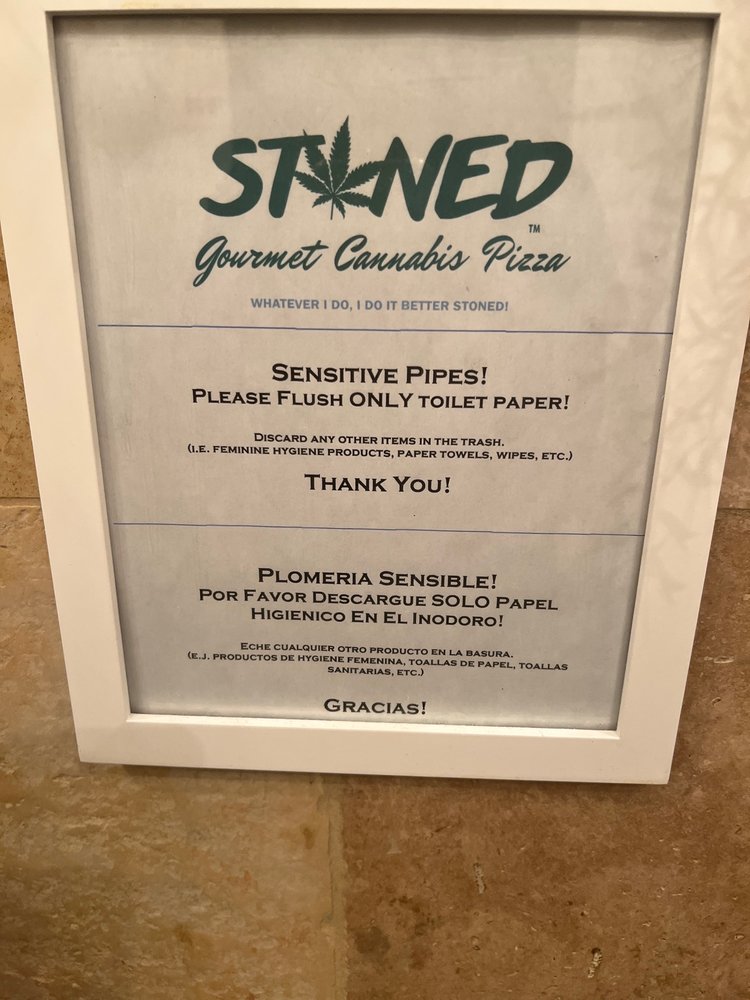 STONED
TM
Gourmet Cannabis Pizza
WHATEVER I DO, I DO IT BETTER STONED!
SENSITIVE PIPES!
PLEASE FLUSH ONLY TOILET PAPER!
DISCARD ANY OTHER ITEMS IN THE TRASH.
(I.E. FEMININE HYGIENE PRODUCTS, PAPER TOWELS, WIPES, ETC.)
THANK YOU!
PLOMERIA SENSIBLE!
POR FAVOR DESCARGUE SOLO PAPEL
HIGIENICO EN EL INODORO!
ECHE CUALQUIER OTRO PRODUCTO EN LA BASURA.
(E.J. PRODUCTOS DE HYGIENE FEMENINA, TOALLAS DE PAPEL, TOALLAS
SANITARIAS, ETC.)
GRACIAS!